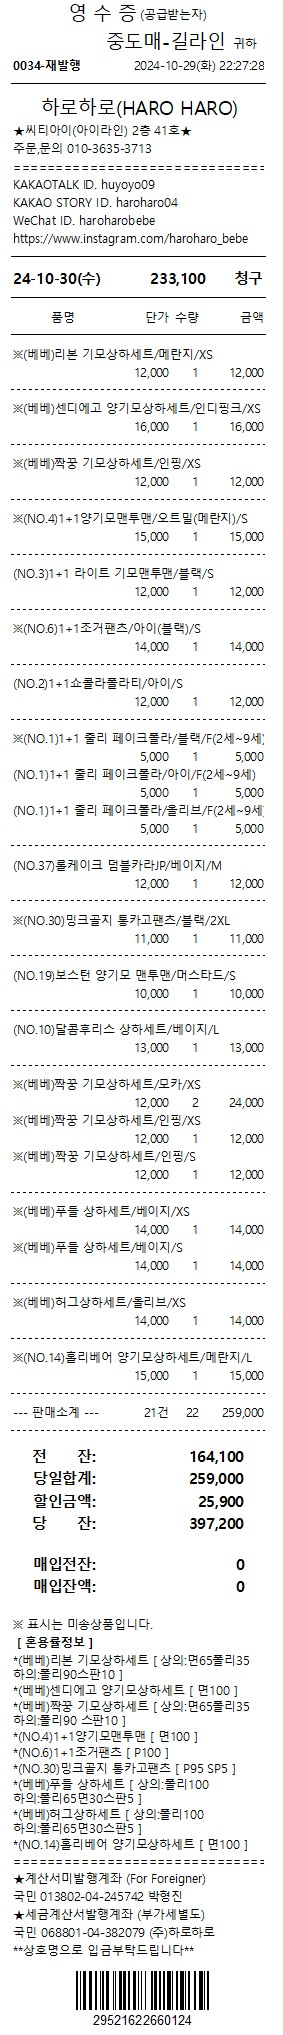 영 수 증 (공급받는자)
중도매-길라인 귀하
0034-재발행 2024-10-29(화) 22:27:28
하로하로(HARO HARO)
★씨티아이(아이라인) 2층 41호★
주문,문의 010-3635-3713
==============================
KAKAOTALK ID. huyoyo09
KAKAO STORY ID. haroharo04
WeChat ID. haroharobebe
https://www.instagram.com/haroharo_bebe
24-10-30(수) 233,100 청구
품명 단가 수량 금액
※(베베)리본 기모상하세트/메란지/XS
12,000 1 12,000
※(베베)센디에고 양기모상하세트/인디핑크/XS
16,000 1 16,000
※(베베)짝꿍 기모상하세트/인핑/XS
12,000 1 12,000
※(NO.4)1+1양기모맨투맨/오트밀(메란지)/S
15,000 1 15,000
(NO.3)1+1 라이트 기모맨투맨/블랙/S
12,000 1 12,000
※(NO.6)1+1조거팬츠/아이(블랙)/S
14,000 1 14,000
(NO.2)1+1쇼콜라폴라티/아이/S
12,000 1 12,000
※(NO.1)1+1 줄리 페이크폴라/블랙/F(2세~9세)
5,000 1 5,000
(NO.1)1+1 줄리 페이크폴라/아이/F(2세~9세)
5,000 1 5,000
(NO.1)1+1 줄리 페이크폴라/올리브/F(2세~9세)
5,000 1 5,000
(NO.37)롤케이크 덤블카라JP/베이지/M
12,000 1 12,000
※(NO.30)밍크골지 통카고팬츠/블랙/2XL
11,000 1 11,000
(NO.19)보스턴 양기모 맨투맨/머스타드/S
10,000 1 10,000
(NO.10)달콤후리스 상하세트/베이지/L
13,000 1 13,000
※(베베)짝꿍 기모상하세트/모카/XS
12,000 2 24,000
※(베베)짝꿍 기모상하세트/인핑/XS
12,000 1 12,000
※(베베)짝꿍 기모상하세트/인핑/S
12,000 1 12,000
※(베베)푸들 상하세트/베이지/XS
14,000 1 14,000
※(베베)푸들 상하세트/베이지/S
14,000 1 14,000
※(베베)허그상하세트/올리브/XS
14,000 1 14,000
※(NO.14)홀리베어 양기모상하세트/메란지/L
15,000 1 15,000
--- 판매소계 --- 21건 22 259,000
전 잔: 164,100
당일합계: 259,000
할인금액: 25,900
당 잔: 397,200
매입전잔: 0
매입잔액: 0
※ 표시는 미송상품입니다.
[ 혼용률정보 ]
*(베베)리본 기모상하세트 [ 상의:면65폴리35
하의:폴리90스판10 ]
*(베베)센디에고 양기모상하세트 [ 면100 ]
*(베베)짝꿍 기모상하세트 [ 상의:면65폴리35
하의:폴리90 스판10 ]
*(NO.4)1+1양기모맨투맨 [ 면100 ]
*(NO.6)1+1조거팬츠 [ P100 ]
*(NO.30)밍크골지 통카고팬츠 [ P95 SP5 ]
*(베베)푸들 상하세트 [ 상의:폴리100
하의:폴리65면30스판5 ]
*(베베)허그상하세트 [ 상의:폴리100
하의:폴리65면30스판5 ]
*(NO.14)홀리베어 양기모상하세트 [ 면100 ]
==============================
★계산서미발행계좌 (For Foreigner)
국민 013802-04-245742 박형진
★세금계산서발행계좌 (부가세별도)
국민 068801-04-382079 (주)하로하로
**상호명으로 입금부탁드립니다**
29521622660124